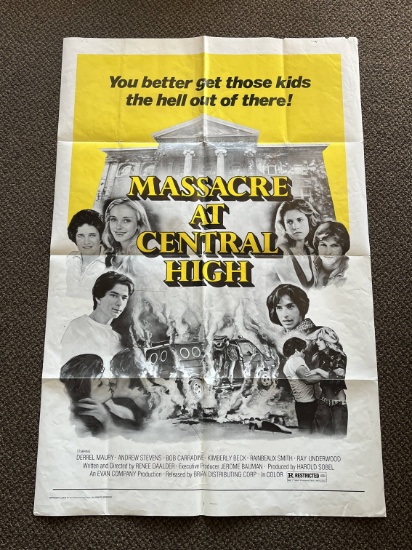 You better get those kids
the hell out of there!
MASSACRE
AT
CENTRAL
HIGH
DERREL MAURY · ANDREW STEVENS · BOB CARRADINE · KIMBERLY BECK · RAINBEAUX SMITH · RAY UNDERWOOD
Written and Directed by RENEE DAALDER · Executive Producer JEROME BAUMAN · Produced by HAROLD SOBEL
An EVAN COMPANY Production · Released by BRIAN DISTRIBUTING CORP. · In COLOR
R RESTRICTED